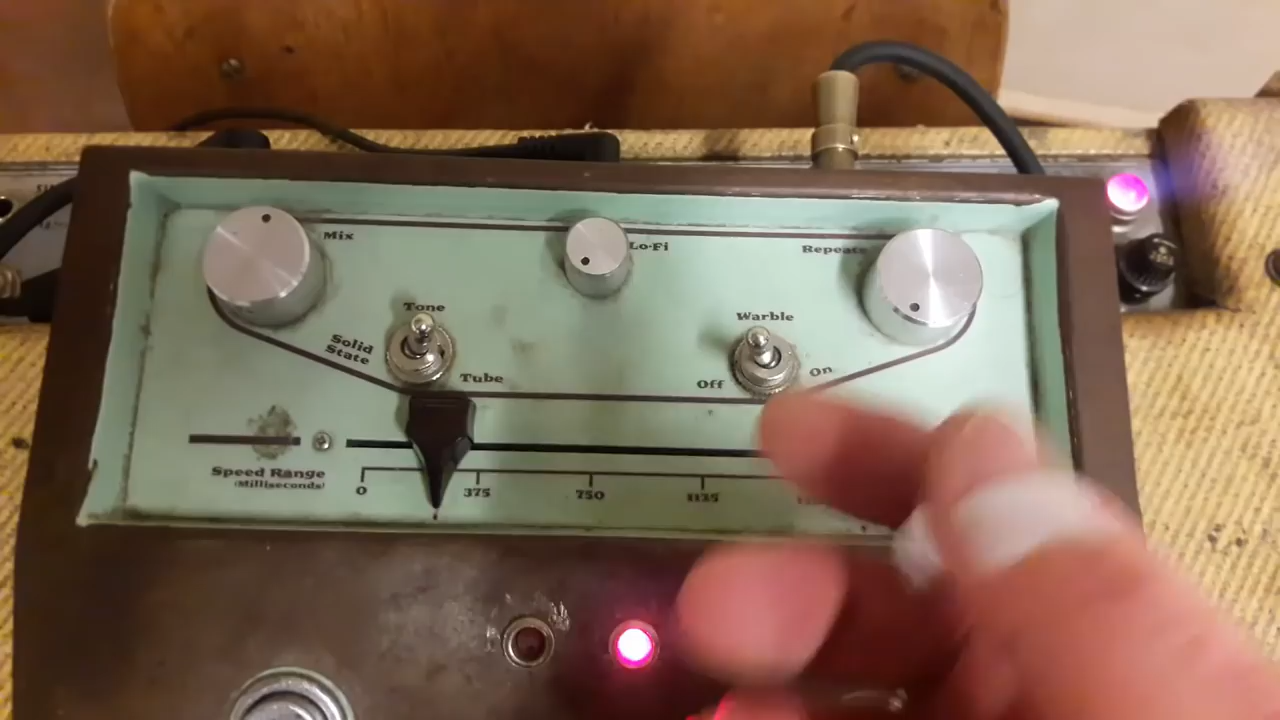 Mix
Lo-Fi
Repeats
Tone
Warble
Solid
State
Tube
Off
On
Speed Range
(Milliseconds)
0
375
750
1125